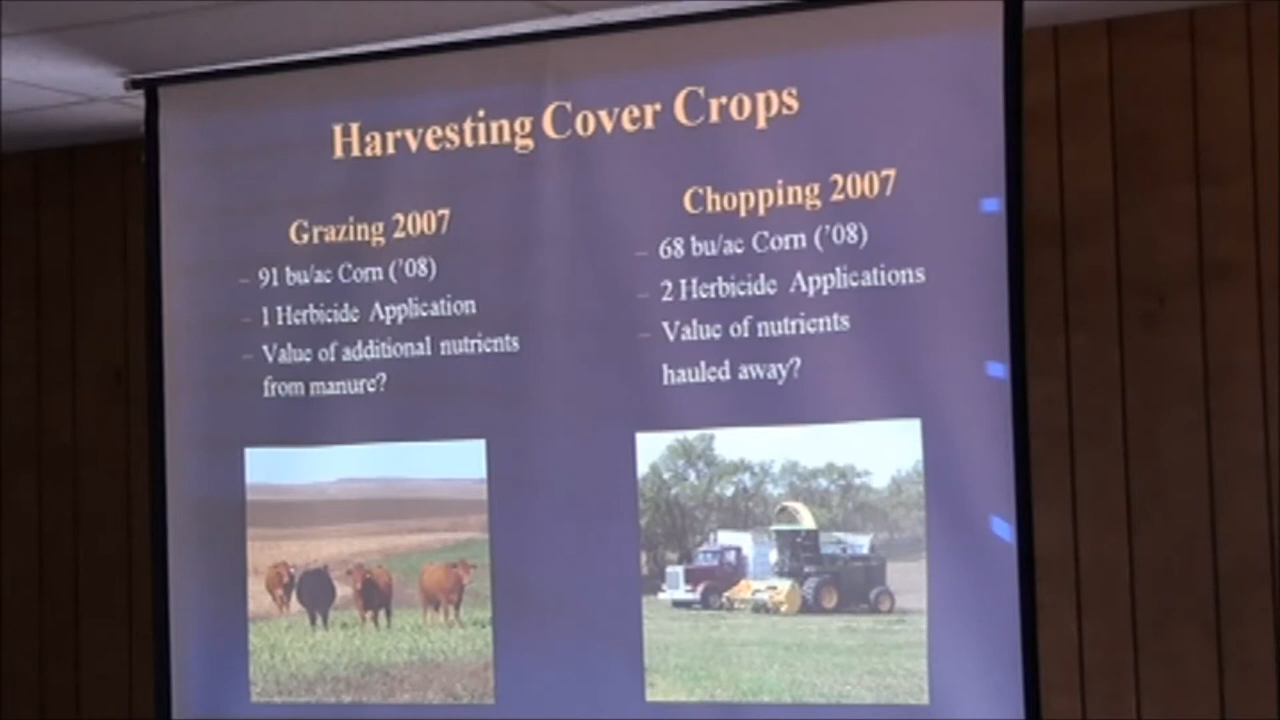 Harvesting Cover Crops
Grazing 2007
– 91 bu/ac Corn ('08)
– 1 Herbicide Application
– Value of additional nutrients
from manure?
Chopping 2007
– 68 bu/ac Corn ('08)
– 2 Herbicide Applications
– Value of nutrients
hauled away?